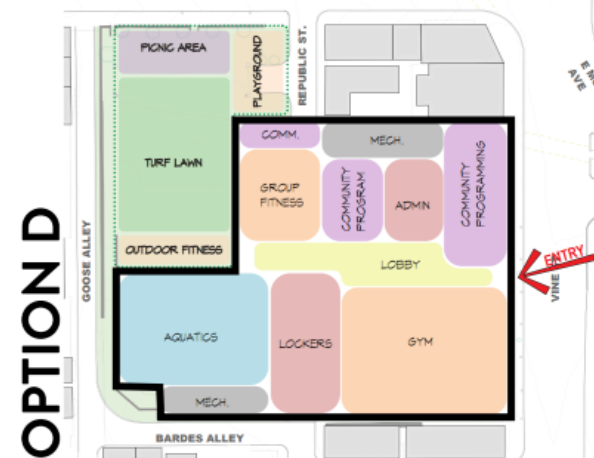 OPTION D
PICNIC AREA
PLAYGROUND
REPUBLIC ST.
TURF LAWN
OUTDOOR FITNESS
GOOSE ALLEY
COMM.
MECH.
GROUP
FITNESS
COMMUNITY
PROGRAM
ADMIN
COMMUNITY
PROGRAMMING
LOBBY
ENTRY
VINE
AQUATICS
LOCKERS
GYM
MECH.
BARDES ALLEY
AVE